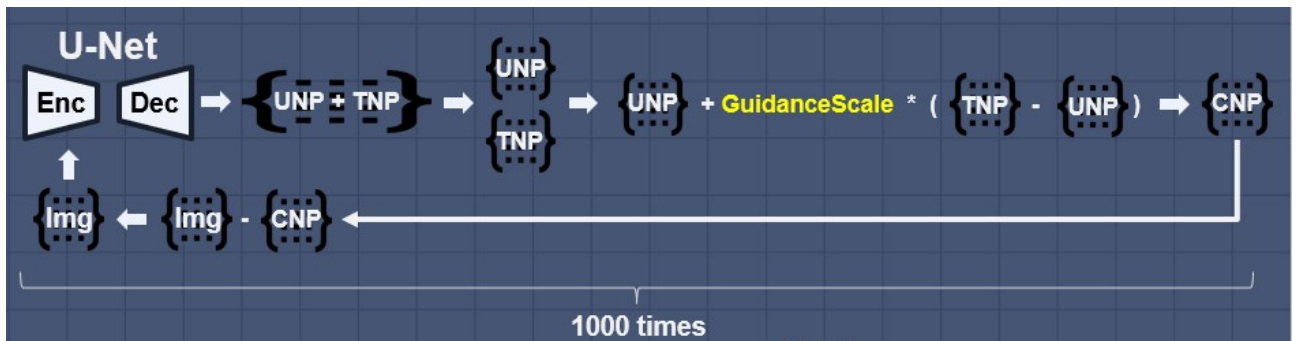 U-Net
Enc Dec {UNP + TNP} {UNP} {UNP} + GuidanceScale * ( {TNP} - {UNP} ) {CNP}
{TNP}
{Img} {Img} - {CNP}
1000 times